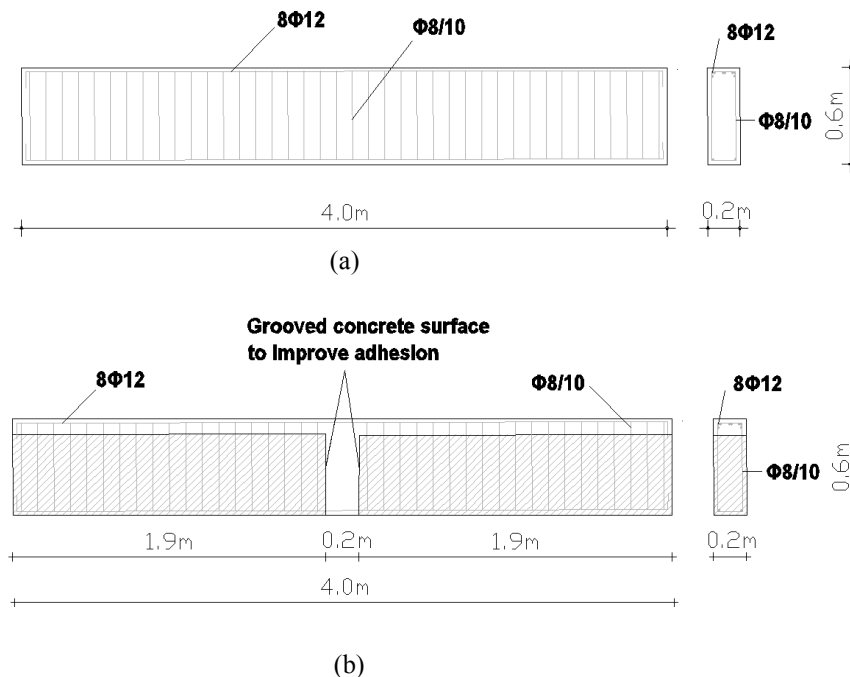 8Φ12
Φ8/10
8Φ12
Φ8/10
0.6m
4.0m
0.2m
(a)
Grooved concrete surface
to improve adhesion
8Φ12
Φ8/10
8Φ12
Φ8/10
0.6m
1.9m
0.2m
1.9m
0.2m
4.0m
(b)